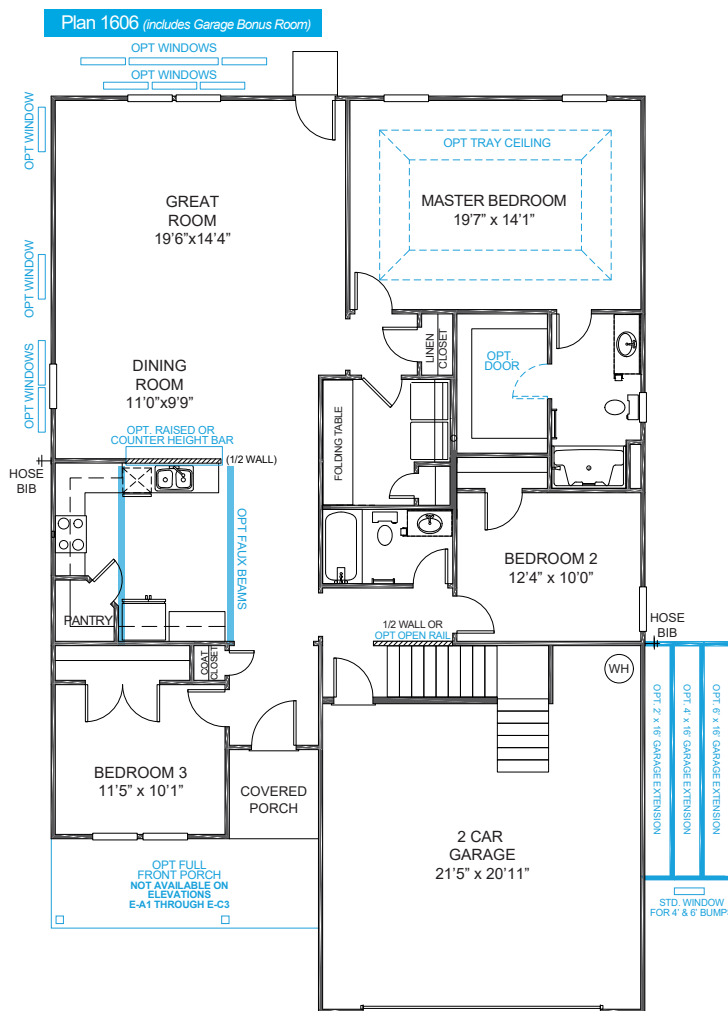 Plan 1606 (includes Garage Bonus Room)
OPT WINDOWS
OPT WINDOWS
OPT WINDOW
OPT TRAY CEILING
GREAT
ROOM
19'6"x14'4"
MASTER BEDROOM
19'7" x 14'1"
OPT WINDOW
LINEN
CLOSET
OPT.
DOOR
OPT WINDOWS
DINING
ROOM
11'0"x9'9"
FOLDING TABLE
OPT. RAISED OR
COUNTER HEIGHT BAR
(1/2 WALL)
HOSE
BIB
OPT FAUX BEAMS
BEDROOM 2
12'4" x 10'0"
PANTRY
1/2 WALL OR
OPT OPEN RAIL
HOSE
BIB
COAT
CLOSET
WH
OPT. 2' x 16' GARAGE EXTENSION
OPT. 4' x 16' GARAGE EXTENSION
OPT. 6' x 16' GARAGE EXTENSION
BEDROOM 3
11'5" x 10'1"
COVERED
PORCH
2 CAR
GARAGE
21'5" x 20'11"
OPT FULL
FRONT PORCH
NOT AVAILABLE ON
ELEVATIONS
E-A1 THROUGH E-C3
STD. WINDOW
FOR 4' & 6' BUMP